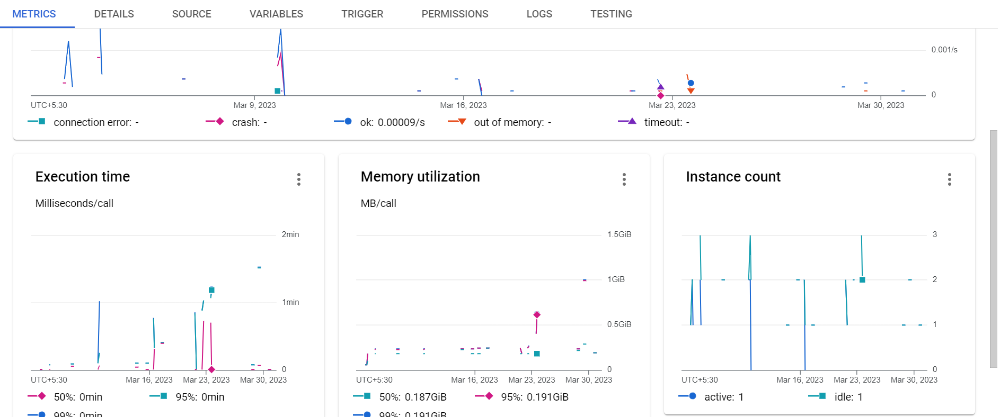 METRICS DETAILS SOURCE VARIABLES TRIGGER PERMISSIONS LOGS TESTING
0.001/s
0
UTC+5:30 Mar 9, 2023 Mar 16, 2023 Mar 23, 2023 Mar 30, 2023
connection error: - crash: - ok: 0.00009/s out of memory: - timeout: -
Execution time
Milliseconds/call
2min
1min
0
UTC+5:30 Mar 16, 2023 Mar 23, 2023 Mar 30, 2023
50%: 0min 95%: 0min
99%: 0min
Memory utilization
MB/call
1.5GiB
1GiB
0.5GiB
0
UTC+5:30 Mar 16, 2023 Mar 23, 2023 Mar 30, 2023
50%: 0.187GiB 95%: 0.191GiB
99%: 0.191GiB
Instance count
3
2
1
0
UTC+5:30 Mar 16, 2023 Mar 23, 2023 Mar 30, 2023
active: 1 idle: 1